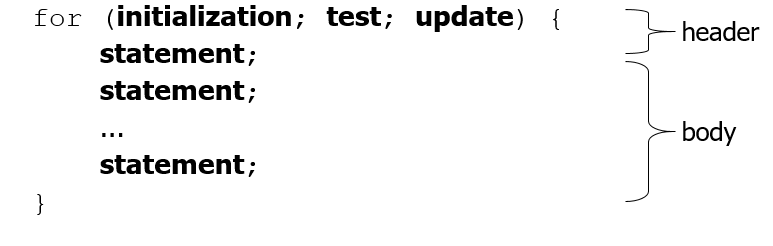 for (initialization; test; update) {
header
statement;
statement;
...
body
statement;
}